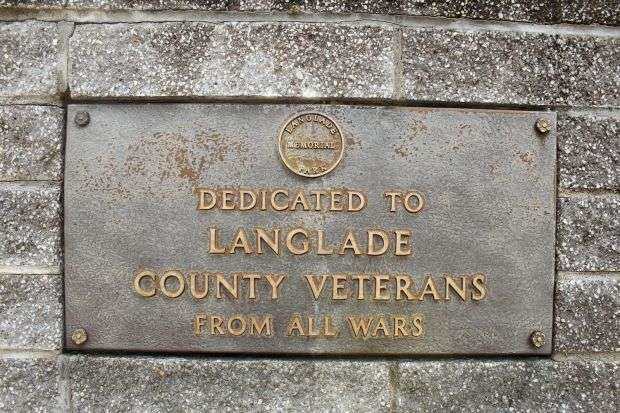 LANGLADE
MEMORIAL
PARK
DEDICATED TO
LANGLADE
COUNTY VETERANS
FROM ALL WARS